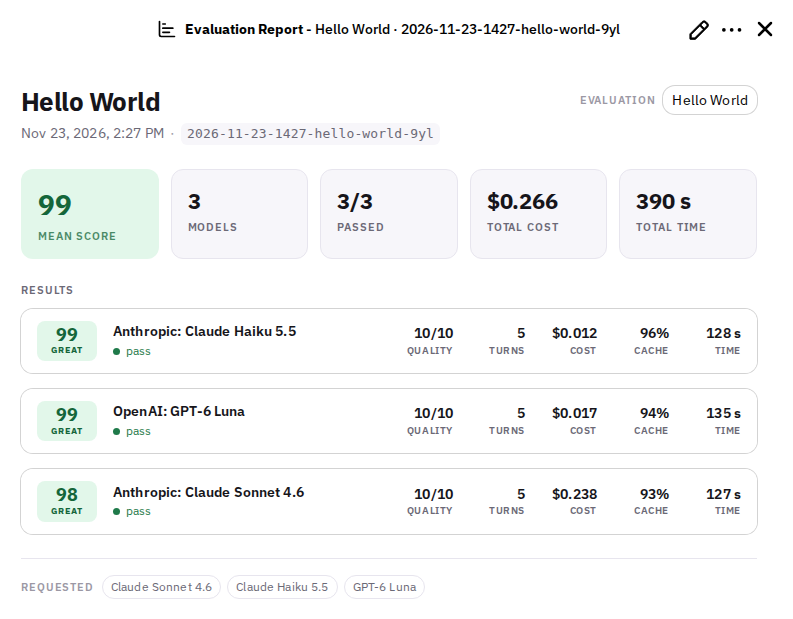 Evaluation Report - Hello World · 2026-11-23-1427-hello-world-9yl
Hello World
EVALUATION Hello World
Nov 23, 2026, 2:27 PM · 2026-11-23-1427-hello-world-9yl
99 3 3/3 $0.266 390 s
MEAN SCORE MODELS PASSED TOTAL COST TOTAL TIME
RESULTS
99 Anthropic: Claude Haiku 5.5 10/10 5 $0.012 96% 128 s
GREAT pass QUALITY TURNS COST CACHE TIME
99 OpenAI: GPT-6 Luna 10/10 5 $0.017 94% 135 s
GREAT pass QUALITY TURNS COST CACHE TIME
98 Anthropic: Claude Sonnet 4.6 10/10 5 $0.238 93% 127 s
GREAT pass QUALITY TURNS COST CACHE TIME
REQUESTED Claude Sonnet 4.6 Claude Haiku 5.5 GPT-6 Luna